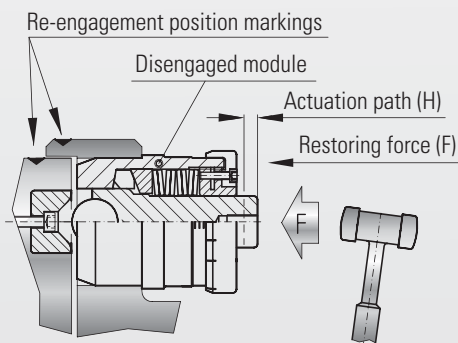 Re-engagement position markings
Disengaged module
Actuation path (H)
Restoring force (F)
F